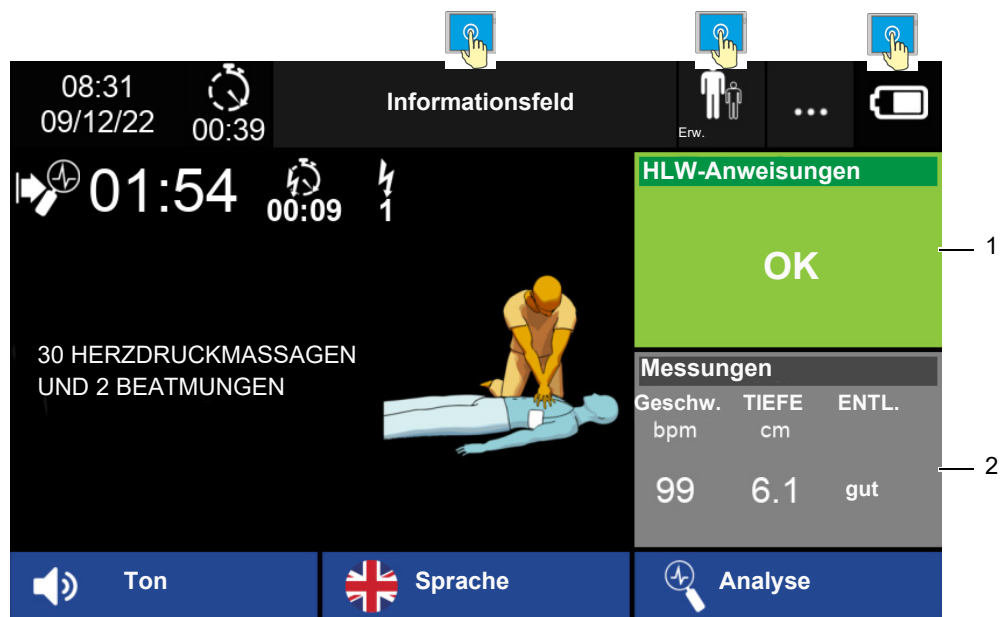 08:31
09/12/22
00:39
Informationsfeld
Erw.
...
01:54
00:09
1
30 HERZDRUCKMASSAGEN
UND 2 BEATMUNGEN
HLW-Anweisungen
OK
1
Messungen
Geschw. TIEFE ENTL.
bpm cm
99 6.1 gut
2
Ton
Sprache
Analyse